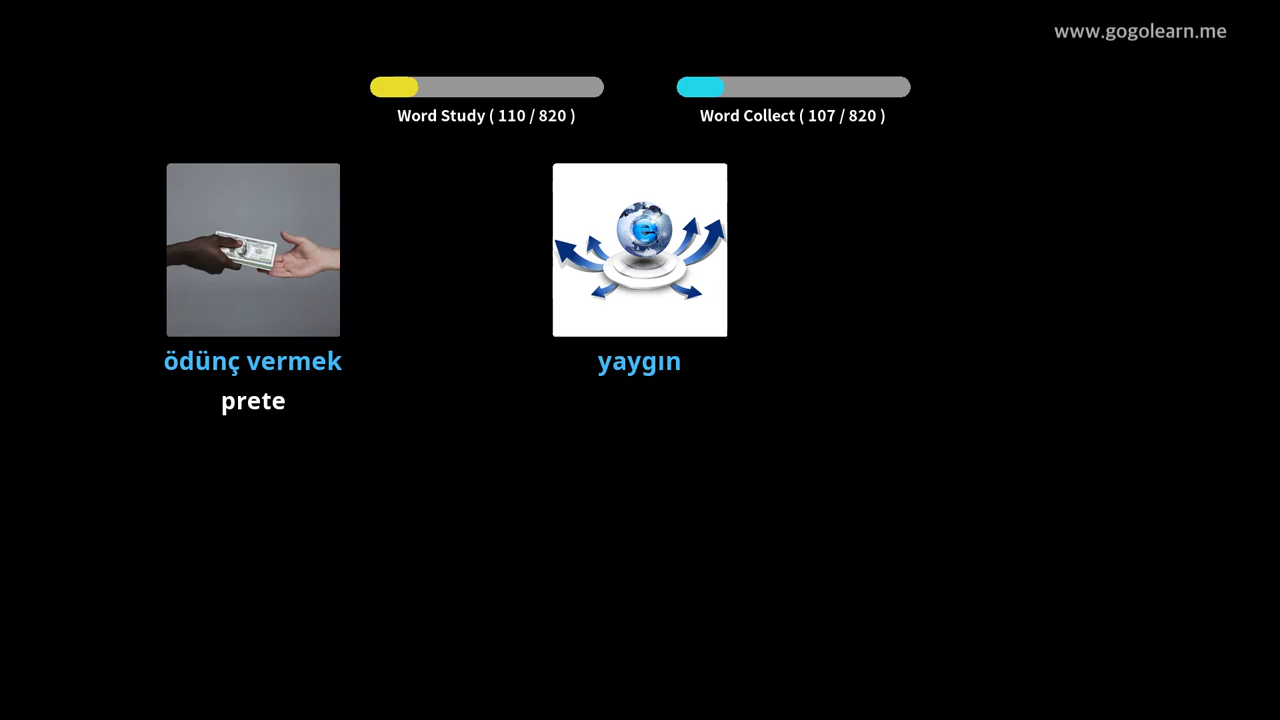 www.gogolearn.me
Word Study ( 110 / 820 )
Word Collect ( 107 / 820 )
e
ödünç vermek
yaygın
prete